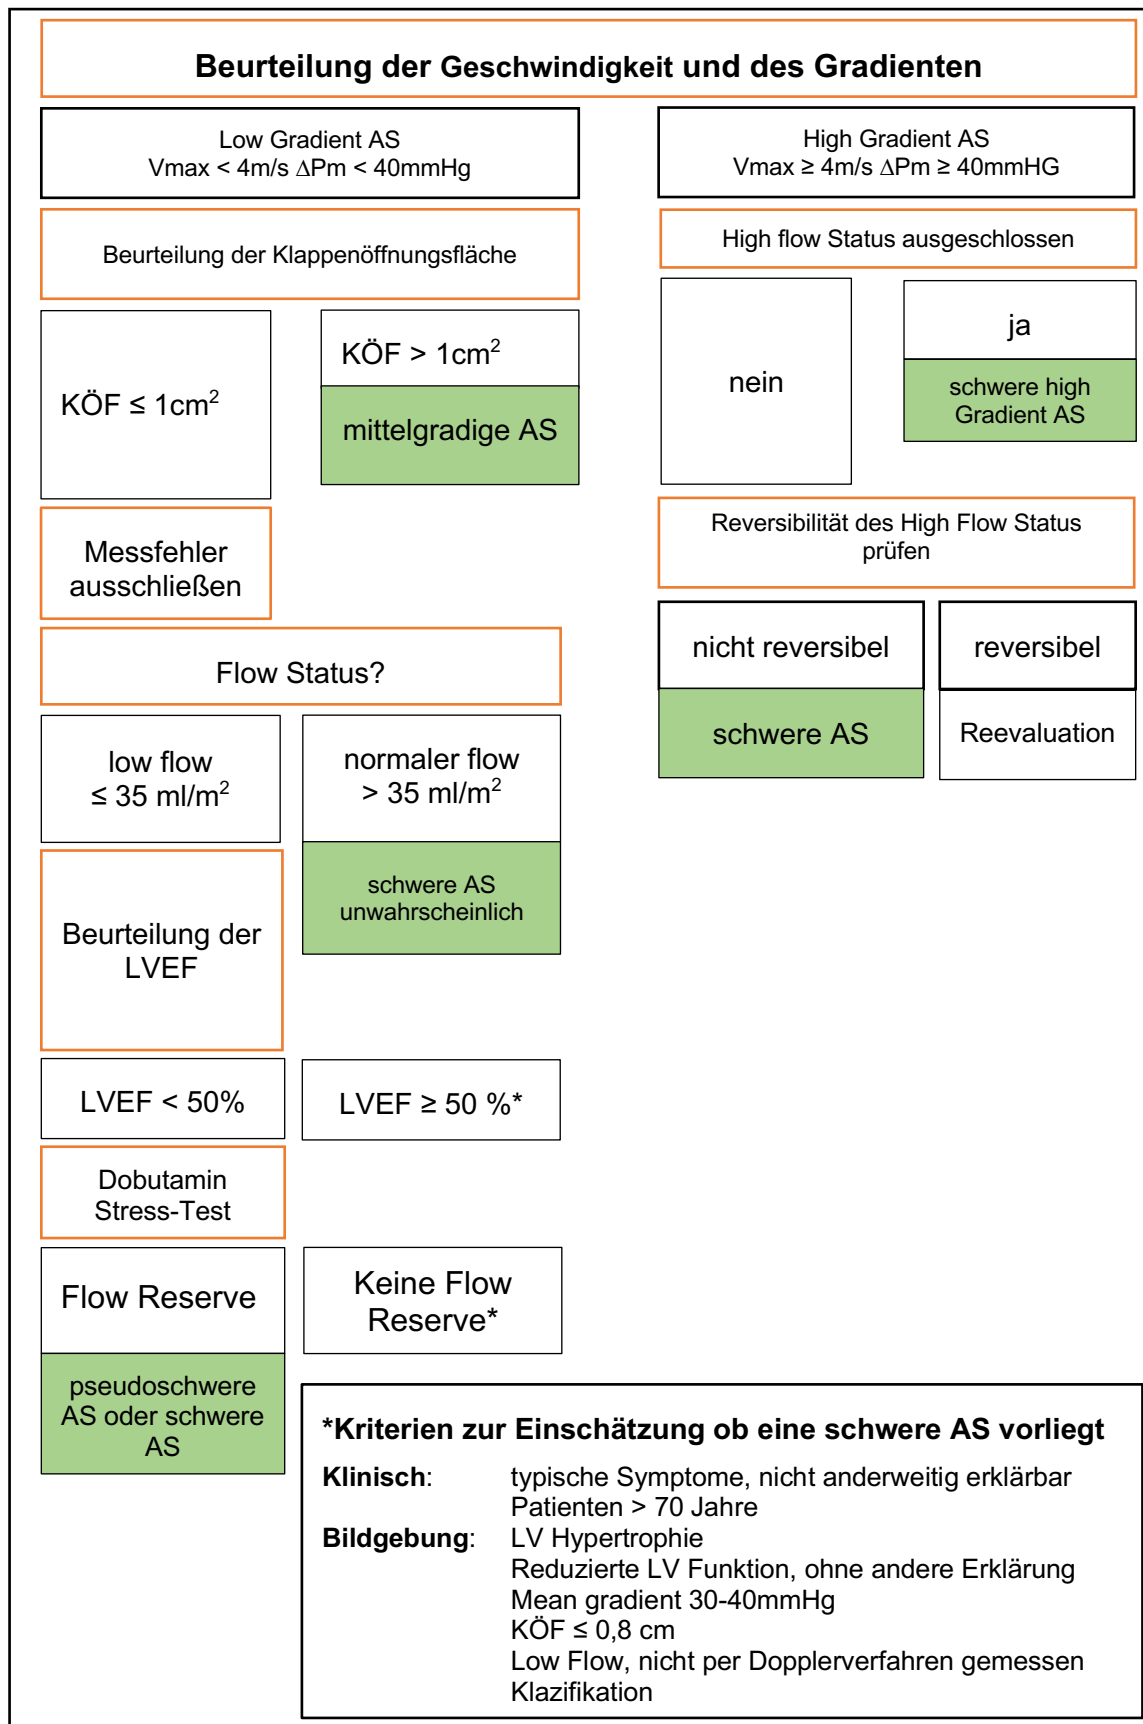 Beurteilung der Geschwindigkeit und des Gradienten
Low Gradient AS
Vmax < 4m/s ΔPm < 40mmHg
High Gradient AS
Vmax ≥ 4m/s ΔPm ≥ 40mmHG
Beurteilung der Klappenöffnungsfläche
High flow Status ausgeschlossen
KÖF ≤ 1cm²
KÖF > 1cm²
mittelgradige AS
nein
ja
schwere high
Gradient AS
Messfehler
ausschließen
Reversibilität des High Flow Status
prüfen
nicht reversibel
reversibel
schwere AS
Reevaluation
Flow Status?
low flow
≤ 35 ml/m²
normaler flow
> 35 ml/m²
schwere AS
unwahrscheinlich
Beurteilung der
LVEF
LVEF < 50%
LVEF ≥ 50 %*
Dobutamin
Stress-Test
Flow Reserve
Keine Flow
Reserve*
pseudoschwere
AS oder schwere
AS
*Kriterien zur Einschätzung ob eine schwere AS vorliegt
Klinisch: typische Symptome, nicht anderweitig erklärbar
Patienten > 70 Jahre
Bildgebung: LV Hypertrophie
Reduzierte LV Funktion, ohne andere Erklärung
Mean gradient 30-40mmHg
KÖF ≤ 0,8 cm
Low Flow, nicht per Dopplerverfahren gemessen
Klazifikation